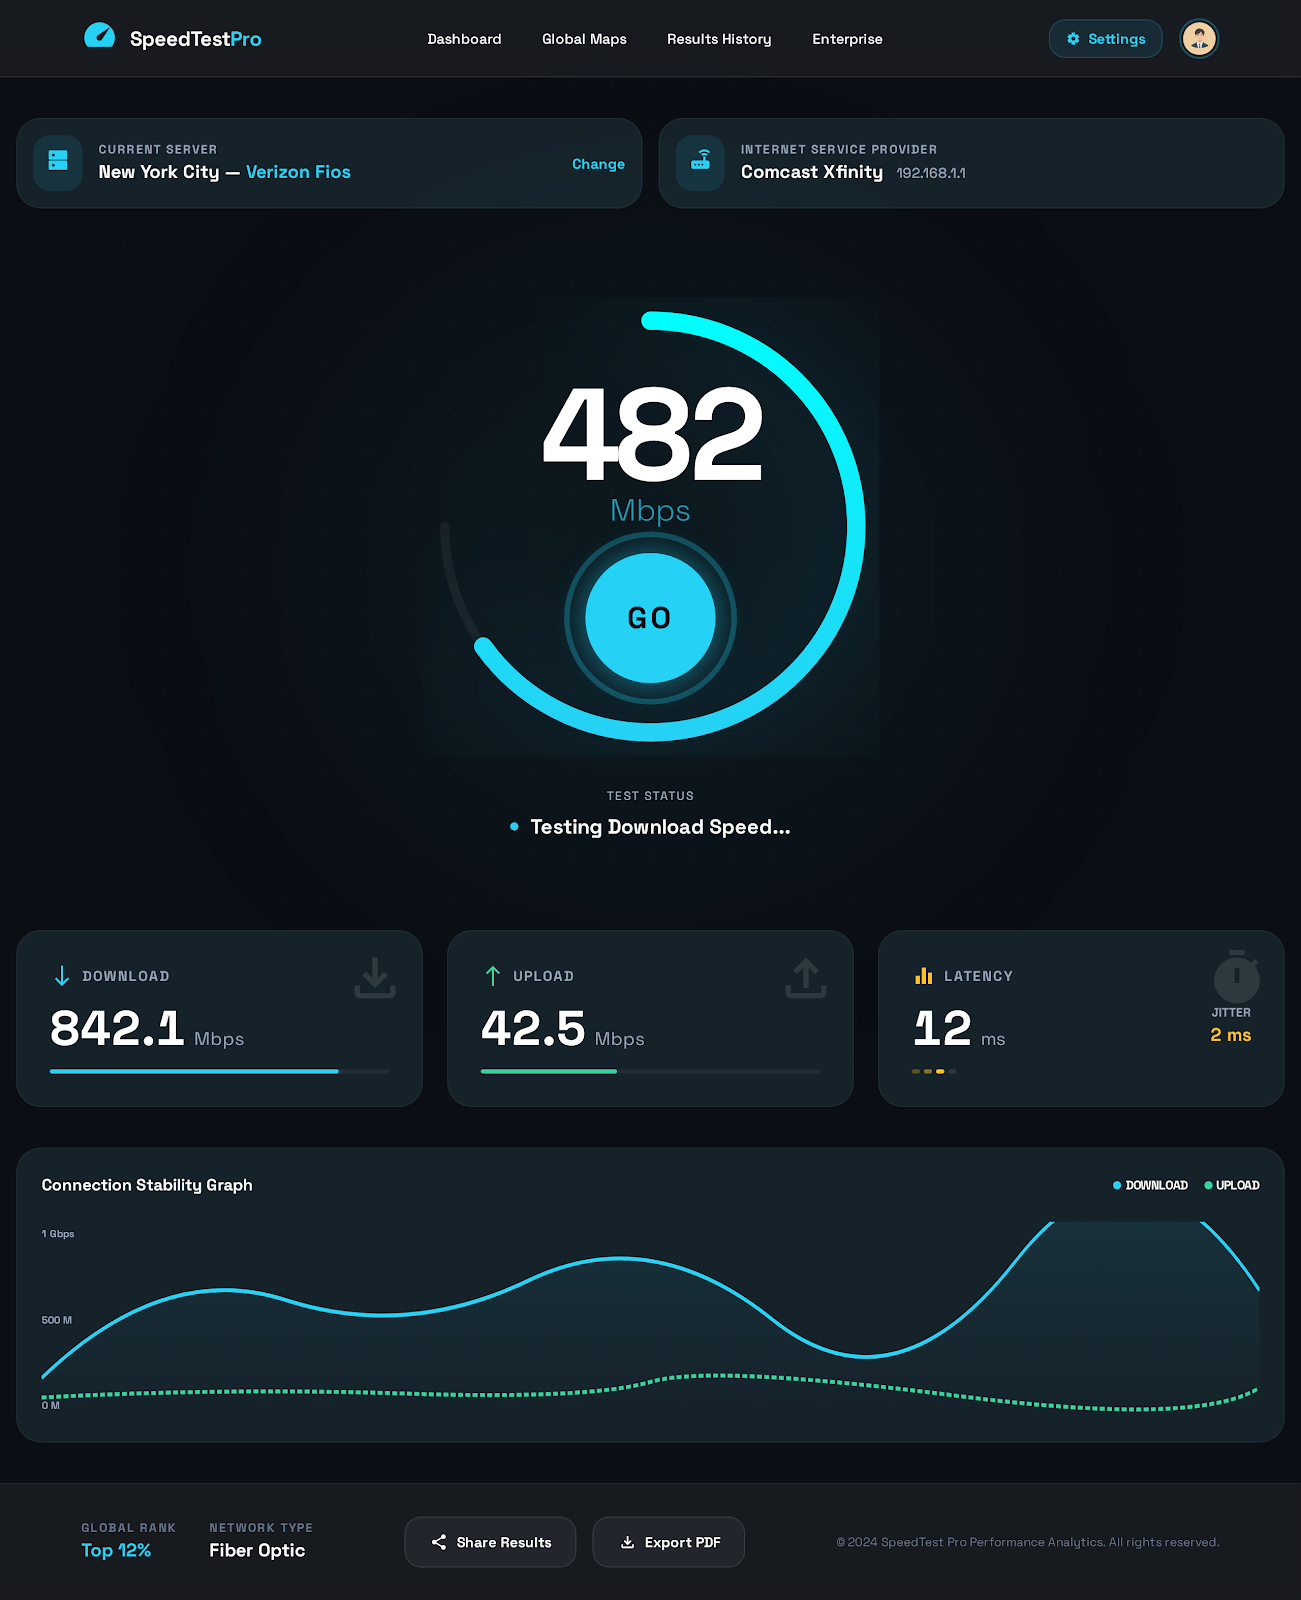 SpeedTestPro
Dashboard
Global Maps
Results History
Enterprise
Settings
CURRENT SERVER
New York City — Verizon Fios
Change
INTERNET SERVICE PROVIDER
Comcast Xfinity 192.168.1.1
482
Mbps
GO
TEST STATUS
Testing Download Speed...
DOWNLOAD
842.1 Mbps
UPLOAD
42.5 Mbps
LATENCY
12 ms
JITTER
2 ms
Connection Stability Graph
DOWNLOAD
UPLOAD
1 Gbps
500 M
0 M
GLOBAL RANK
Top 12%
NETWORK TYPE
Fiber Optic
Share Results
Export PDF
© 2024 SpeedTest Pro Performance Analytics. All rights reserved.